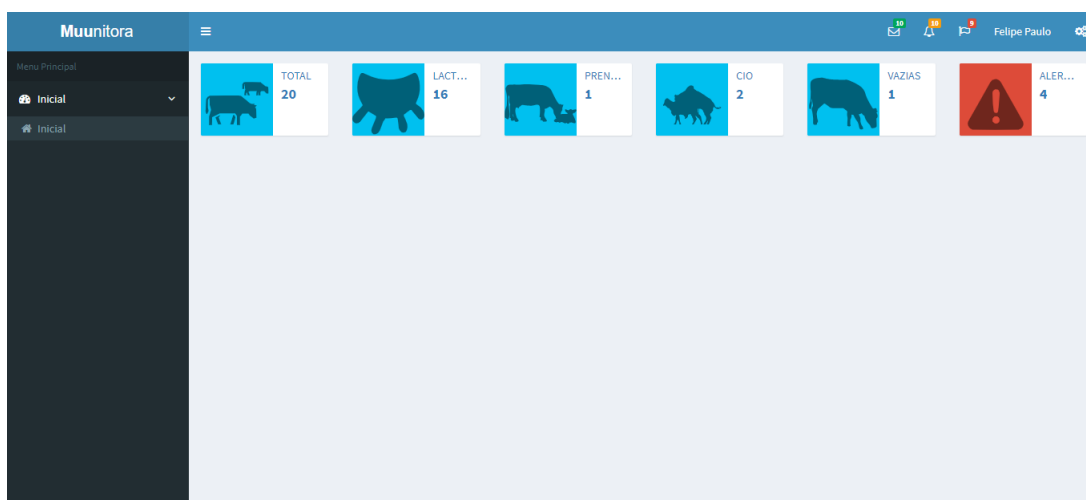 Muunitora
10
10
9
Felipe Paulo
Menu Principal
Inicial
Inicial
TOTAL
20
LACT...
16
PREN...
1
CIO
2
VAZIAS
1
ALER...
4